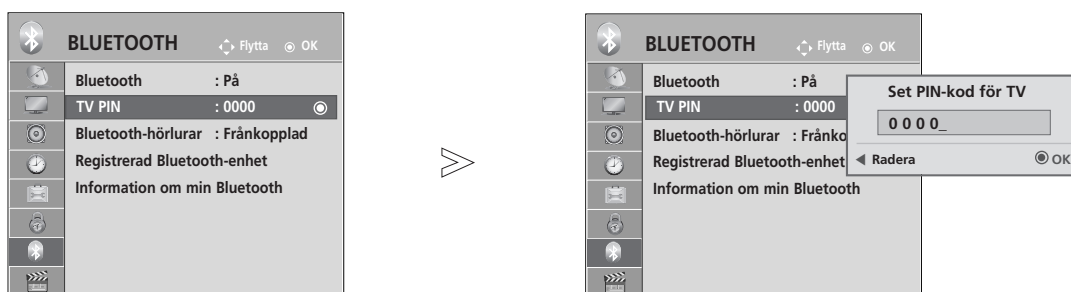 BLUETOOTH Flytta OK
Bluetooth : På
TV PIN : 0000
Bluetooth-hörlurar : Frånkopplad
Registrerad Bluetooth-enhet
Information om min Bluetooth
BLUETOOTH Flytta OK
Bluetooth : På
TV PIN : 0000
Bluetooth-hörlurar : Frånko
Registrerad Bluetooth-enhet
Information om min Bluetooth
Set PIN-kod för TV
0 0 0 0_
Radera OK